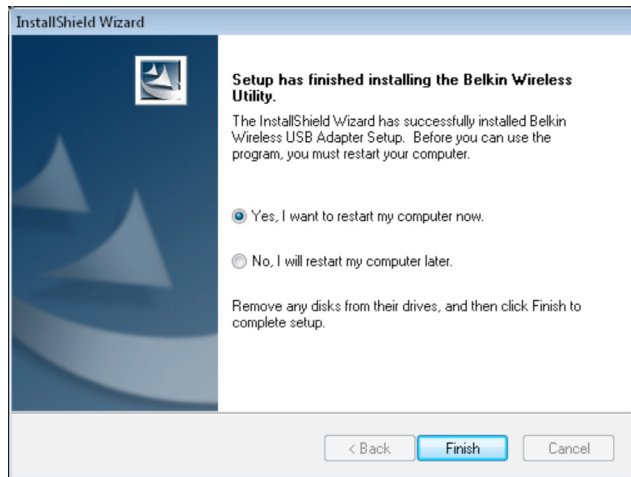 InstallShield Wizard
Setup has finished installing the Belkin Wireless
Utility.
The InstallShield Wizard has successfully installed Belkin
Wireless USB Adapter Setup.  Before you can use the
program, you must restart your computer.
Yes, I want to restart my computer now.
No, I will restart my computer later.
Remove any disks from their drives, and then click Finish to
complete setup.
< Back
Finish
Cancel